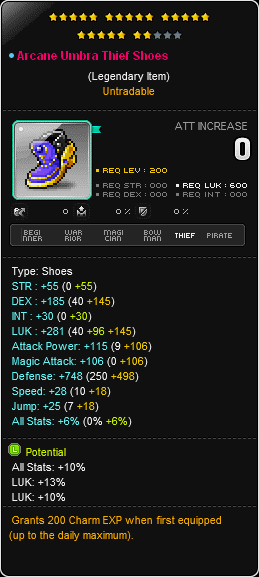 Arcane Umbra Thief Shoes
(Legendary Item)
Untradable
ATT INCREASE
0
REQ LEV : 200
REQ STR : 000 REQ LUK : 600
REQ DEX : 000 REQ INT : 000
0 0 % 0 %
BEGINNER WARRIOR MAGICIAN BOWMAN THIEF PIRATE
Type: Shoes
STR : +55 (0 +55)
DEX : +185 (40 +145)
INT : +30 (0 +30)
LUK : +281 (40 +96 +145)
Attack Power: +115 (9 +106)
Magic Attack: +106 (0 +106)
Defense: +748 (250 +498)
Speed: +28 (10 +18)
Jump: +25 (7 +18)
All Stats: +6% (0% +6%)
L Potential
All Stats: +10%
LUK: +13%
LUK: +10%
Grants 200 Charm EXP when first equipped
(up to the daily maximum).